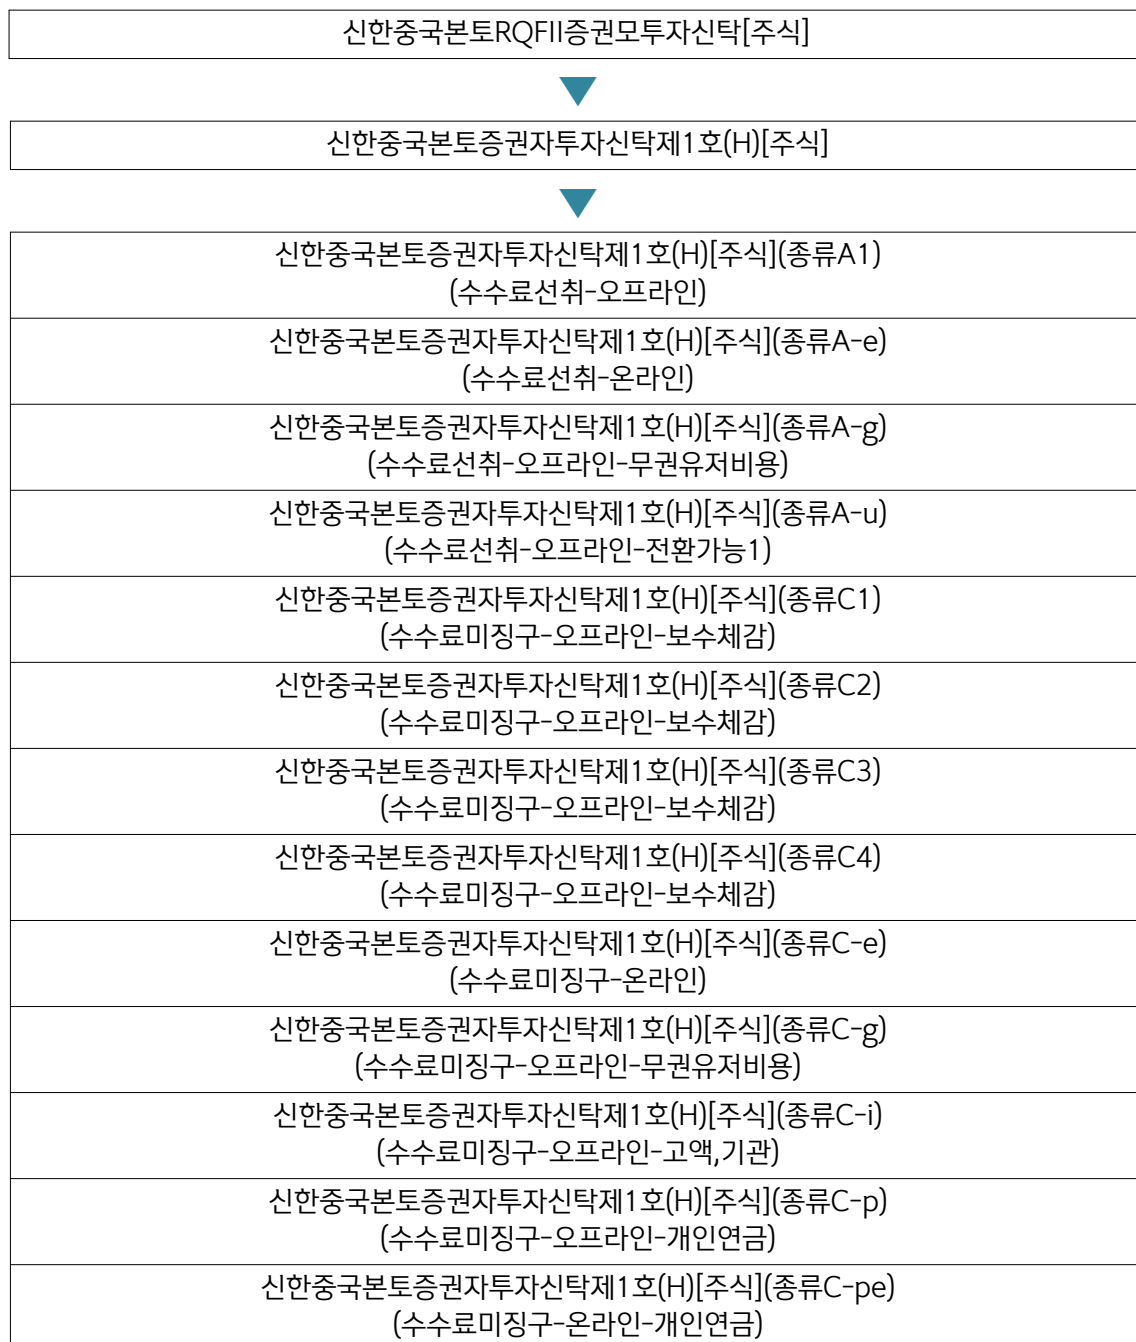 신한중국본토RQFII증권모투자신탁[주식]
신한중국본토증권자투자신탁제1호(H)[주식]
신한중국본토증권자투자신탁제1호(H)[주식](종류A1)
(수수료선취-오프라인)
신한중국본토증권자투자신탁제1호(H)[주식](종류A-e)
(수수료선취-온라인)
신한중국본토증권자투자신탁제1호(H)[주식](종류A-g)
(수수료선취-오프라인-무권유저비용)
신한중국본토증권자투자신탁제1호(H)[주식](종류A-u)
(수수료선취-오프라인-전환가능1)
신한중국본토증권자투자신탁제1호(H)[주식](종류C1)
(수수료미징구-오프라인-보수체감)
신한중국본토증권자투자신탁제1호(H)[주식](종류C2)
(수수료미징구-오프라인-보수체감)
신한중국본토증권자투자신탁제1호(H)[주식](종류C3)
(수수료미징구-오프라인-보수체감)
신한중국본토증권자투자신탁제1호(H)[주식](종류C4)
(수수료미징구-오프라인-보수체감)
신한중국본토증권자투자신탁제1호(H)[주식](종류C-e)
(수수료미징구-온라인)
신한중국본토증권자투자신탁제1호(H)[주식](종류C-g)
(수수료미징구-오프라인-무권유저비용)
신한중국본토증권자투자신탁제1호(H)[주식](종류C-i)
(수수료미징구-오프라인-고액,기관)
신한중국본토증권자투자신탁제1호(H)[주식](종류C-p)
(수수료미징구-오프라인-개인연금)
신한중국본토증권자투자신탁제1호(H)[주식](종류C-pe)
(수수료미징구-온라인-개인연금)